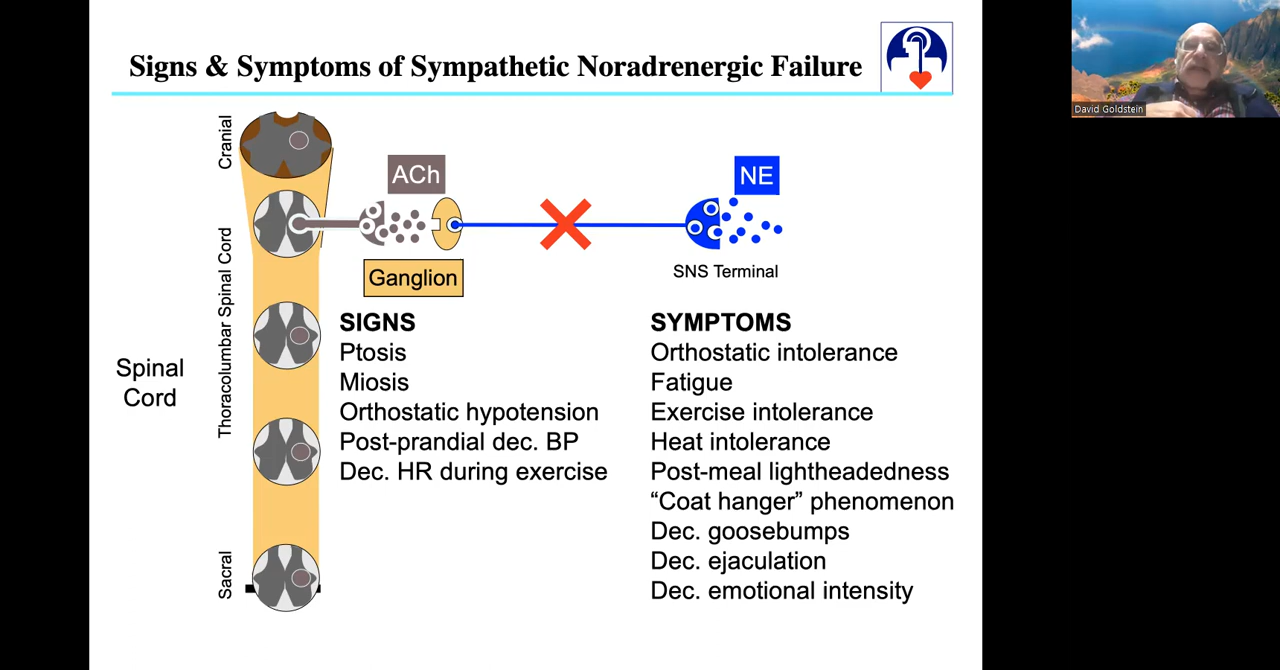 Signs & Symptoms of Sympathetic Noradrenergic Failure
David Goldstein
Cranial
ACh
NE
Ganglion
SNS Terminal
Thoracolumbar Spinal Cord
Spinal
Cord
Sacral
SIGNS
Ptosis
Miosis
Orthostatic hypotension
Post-prandial dec. BP
Dec. HR during exercise
SYMPTOMS
Orthostatic intolerance
Fatigue
Exercise intolerance
Heat intolerance
Post-meal lightheadedness
“Coat hanger” phenomenon
Dec. goosebumps
Dec. ejaculation
Dec. emotional intensity